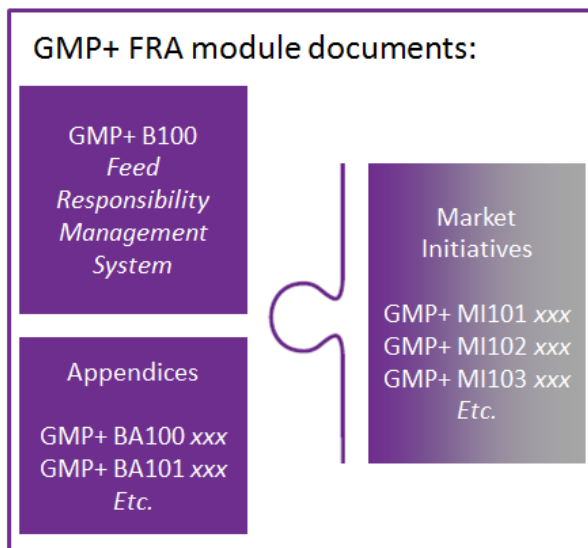 GMP+ FRA module documents:
GMP+ B100
Feed
Responsibility
Management
System
Appendices
GMP+ BA100 xxx
GMP+ BA101 xxx
Etc.
Market
Initiatives
GMP+ MI101 xxx
GMP+ MI102 xxx
GMP+ MI103 xxx
Etc.